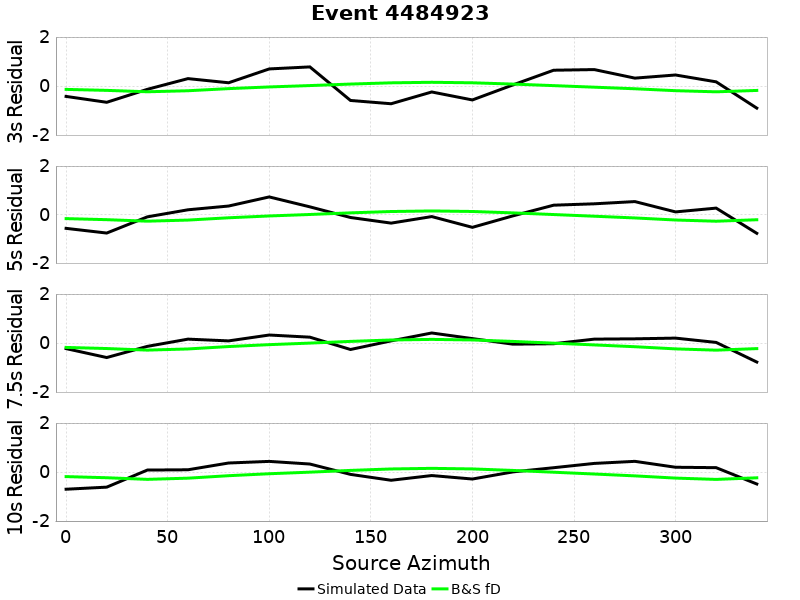 Event 4484923
3s Residual
2
0
-2
5s Residual
2
0
-2
7.5s Residual
2
0
-2
10s Residual
2
0
-2
0 50 100 150 200 250 300
Source Azimuth
Simulated Data B&S fD